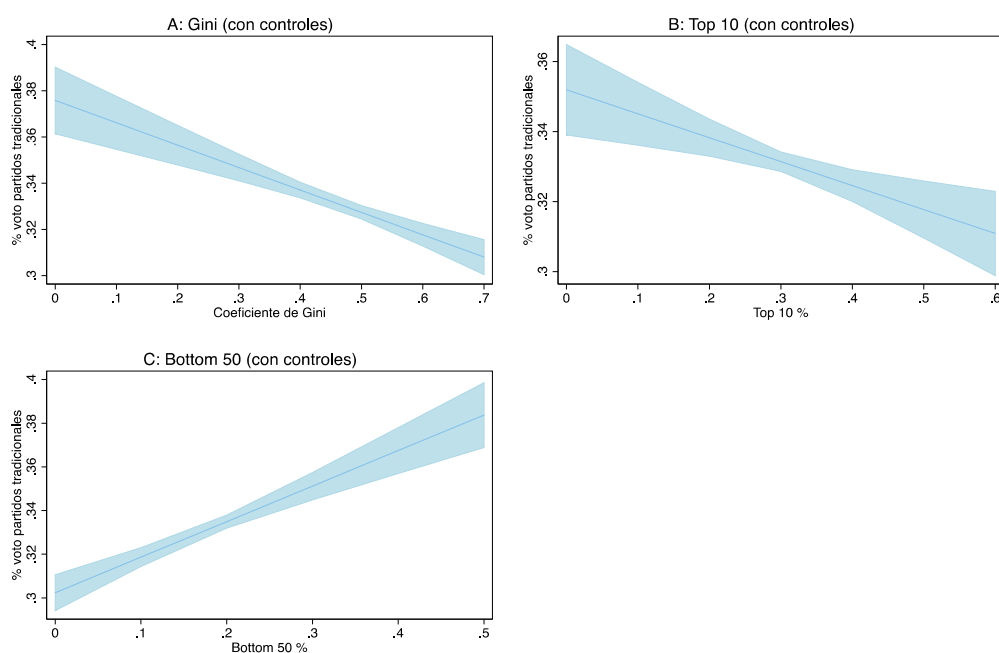 A: Gini (con controles)
% voto partidos tradicionales
.4
.38
.36
.34
.32
.3
0 .1 .2 .3 .4 .5 .6 .7
Coeficiente de Gini
B: Top 10 (con controles)
% voto partidos tradicionales
.36
.34
.32
.3
0 .1 .2 .3 .4 .5 .6
Top 10 %
C: Bottom 50 (con controles)
% voto partidos tradicionales
.4
.38
.36
.34
.32
.3
0 .1 .2 .3 .4 .5
Bottom 50 %